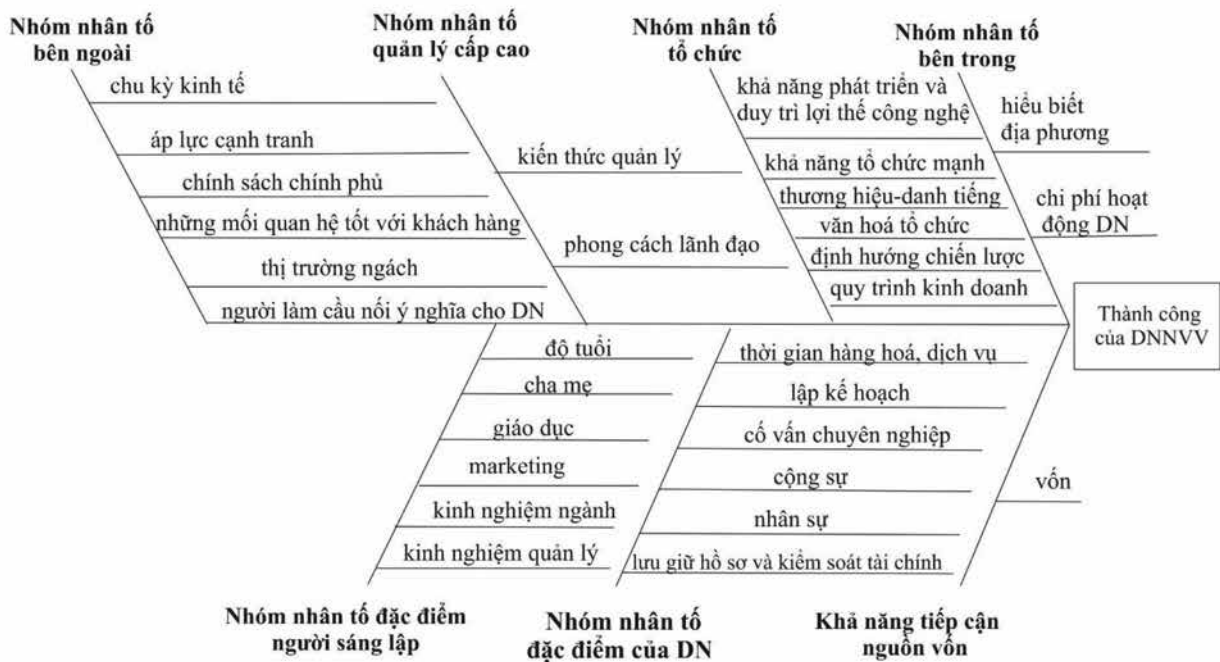 Nhóm nhân tố
bên ngoài
chu kỳ kinh tế
áp lực cạnh tranh
chính sách chính phủ
những mối quan hệ tốt với khách hàng
thị trường ngách
người làm cầu nối ý nghĩa cho DN
Nhóm nhân tố
quản lý cấp cao
kiến thức quản lý
phong cách lãnh đạo
Nhóm nhân tố
tổ chức
khả năng phát triển và
duy trì lợi thế công nghệ
khả năng tổ chức mạnh
thương hiệu-danh tiếng
văn hoá tổ chức
định hướng chiến lược
quy trình kinh doanh
Nhóm nhân tố
bên trong
hiểu biết
địa phương
chi phí hoạt
động DN
Thành công
của DNNVV
độ tuổi
cha mẹ
giáo dục
marketing
kinh nghiệm ngành
kinh nghiệm quản lý
Nhóm nhân tố đặc điểm
người sáng lập
thời gian hàng hoá, dịch vụ
lập kế hoạch
cố vấn chuyên nghiệp
cộng sự
nhân sự
lưu giữ hồ sơ và kiểm soát tài chính
Nhóm nhân tố
đặc điểm của DN
vốn
Khả năng tiếp cận
nguồn vốn